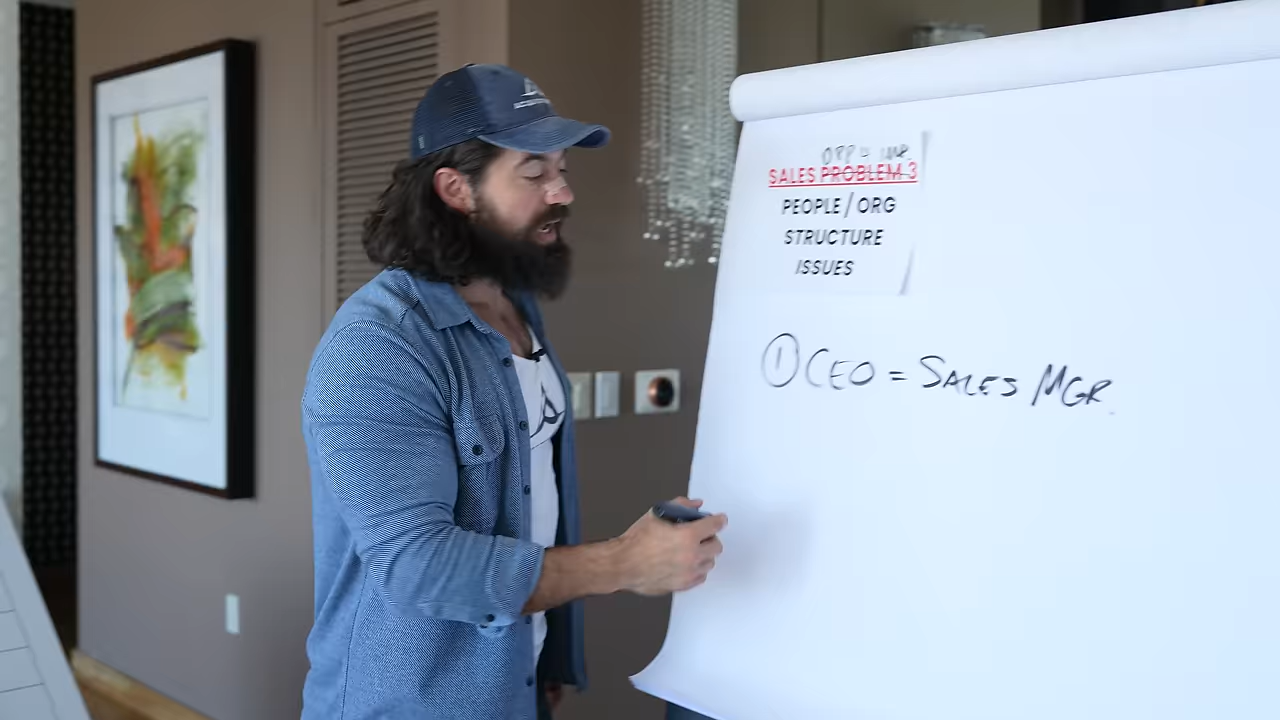 SALES PROBLEM 3
PEOPLE/ORG
STRUCTURE
ISSUES
① CEO = SALES MGR.